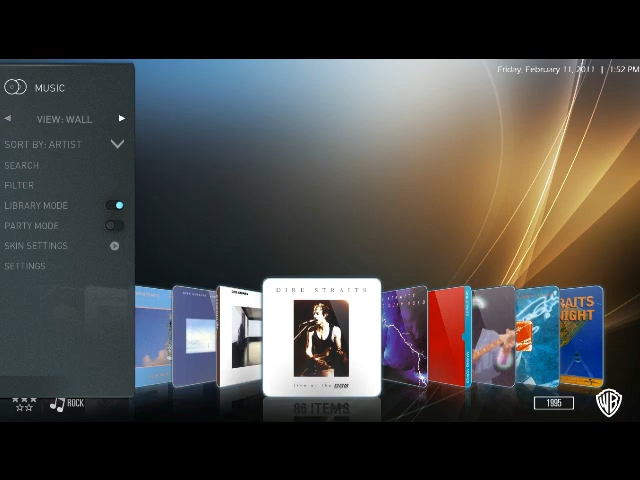 Friday, February 11, 2011 | 1:52 PM
MUSIC
VIEW: WALL
SORT BY: ARTIST
SEARCH
FILTER
LIBRARY MODE
PARTY MODE
SKIN SETTINGS
SETTINGS
DIRE STRAITS
live at the BBC
86 ITEMS
ROCK
1995
WB